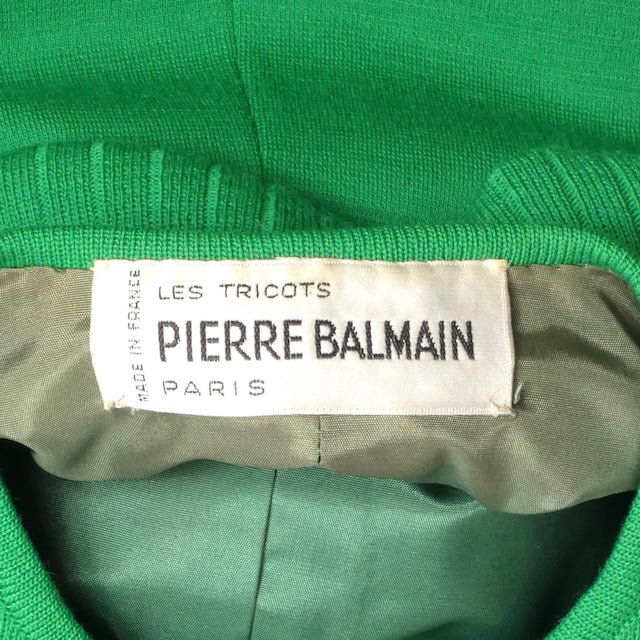 LES TRICOTS
PIERRE BALMAIN
PARIS
MADE IN FRANCE